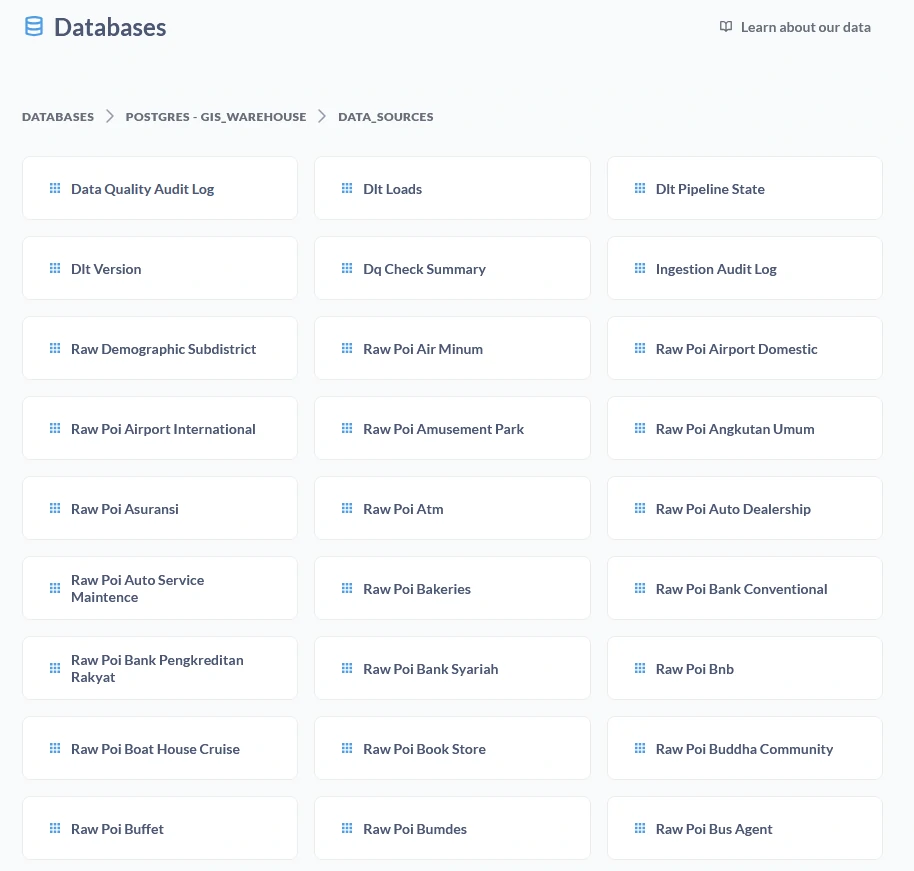 Databases
Learn about our data
DATABASES
POSTGRES - GIS_WAREHOUSE
DATA_SOURCES
Data Quality Audit Log
Dlt Loads
Dlt Pipeline State
Dlt Version
Dq Check Summary
Ingestion Audit Log
Raw Demographic Subdistrict
Raw Poi Air Minum
Raw Poi Airport Domestic
Raw Poi Airport International
Raw Poi Amusement Park
Raw Poi Angkutan Umum
Raw Poi Asuransi
Raw Poi Atm
Raw Poi Auto Dealership
Raw Poi Auto Service
Maintence
Raw Poi Bakeries
Raw Poi Bank Conventional
Raw Poi Bank Pengkreditan
Rakyat
Raw Poi Bank Syariah
Raw Poi Bnb
Raw Poi Boat House Cruise
Raw Poi Book Store
Raw Poi Buddha Community
Raw Poi Buffet
Raw Poi Bumdes
Raw Poi Bus Agent